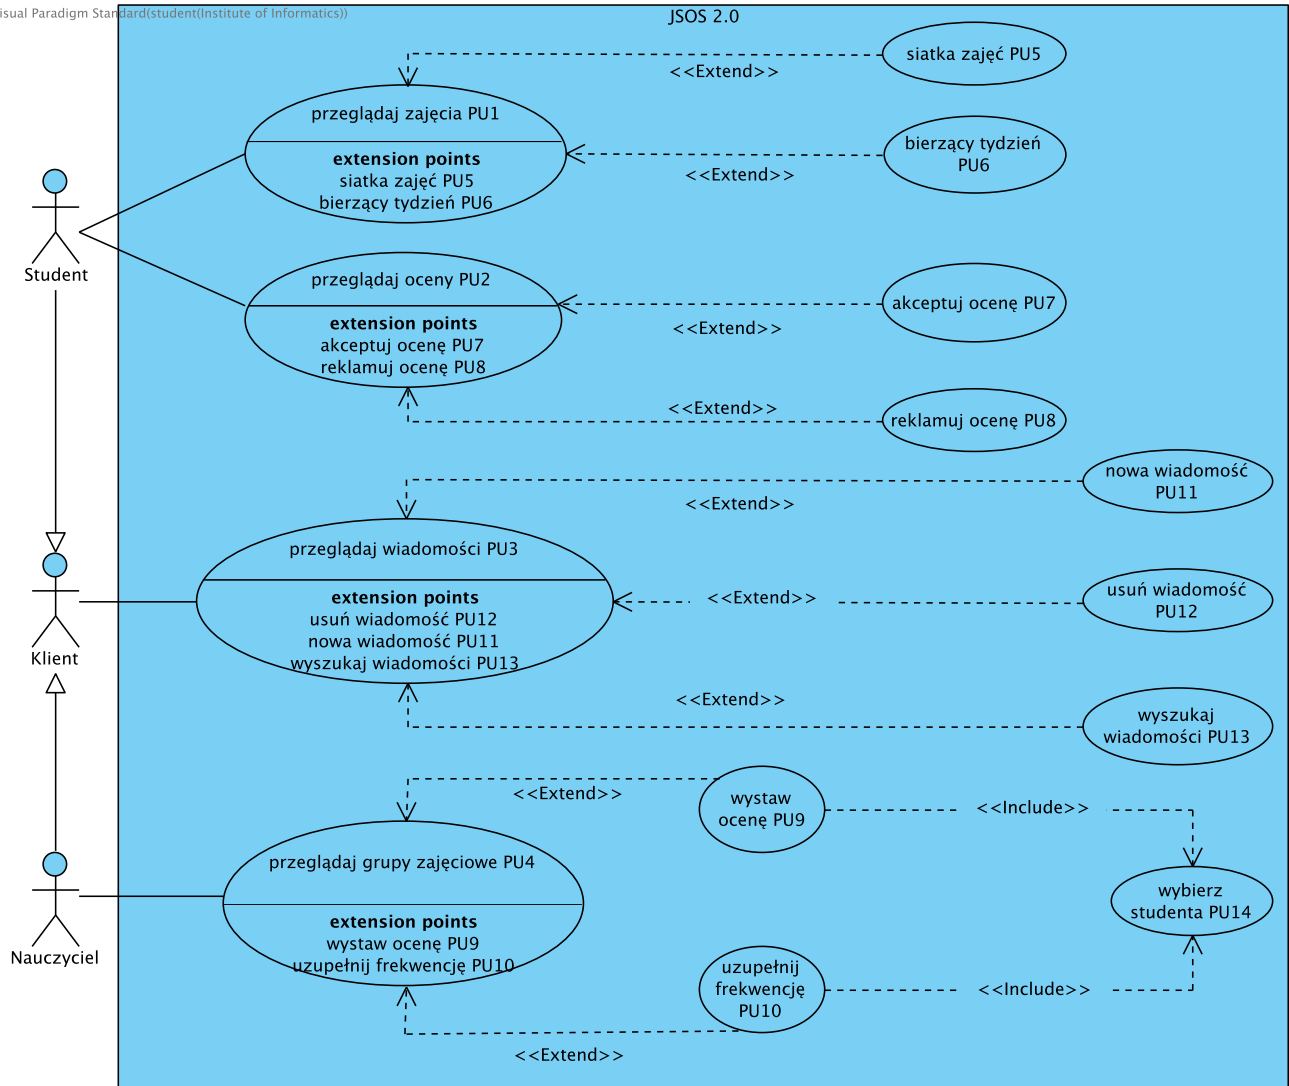 isual Paradigm Standard(student(Institute of Informatics))
JSOS 2.0
siatka zajęć PU5
<<Extend>>
przeglądaj zajęcia PU1
extension points
siatka zajęć PU5
bierzący tydzień PU6
bierzący tydzień
PU6
<<Extend>>
Student
przeglądaj oceny PU2
extension points
akceptuj ocenę PU7
reklamuj ocenę PU8
akceptuj ocenę PU7
<<Extend>>
<<Extend>>
reklamuj ocenę PU8
nowa wiadomość
PU11
<<Extend>>
przeglądaj wiadomości PU3
extension points
usuń wiadomość PU12
nowa wiadomość PU11
wyszukaj wiadomości PU13
<<Extend>>
usuń wiadomość
PU12
Klient
<<Extend>>
wyszukaj
wiadomości PU13
<<Extend>>
wystaw
ocenę PU9
<<Include>>
przeglądaj grupy zajęciowe PU4
extension points
wystaw ocenę PU9
uzupełnij frekwencję PU10
wybierz
studenta PU14
Nauczyciel
uzupełnij
frekwencję
PU10
<<Include>>
<<Extend>>